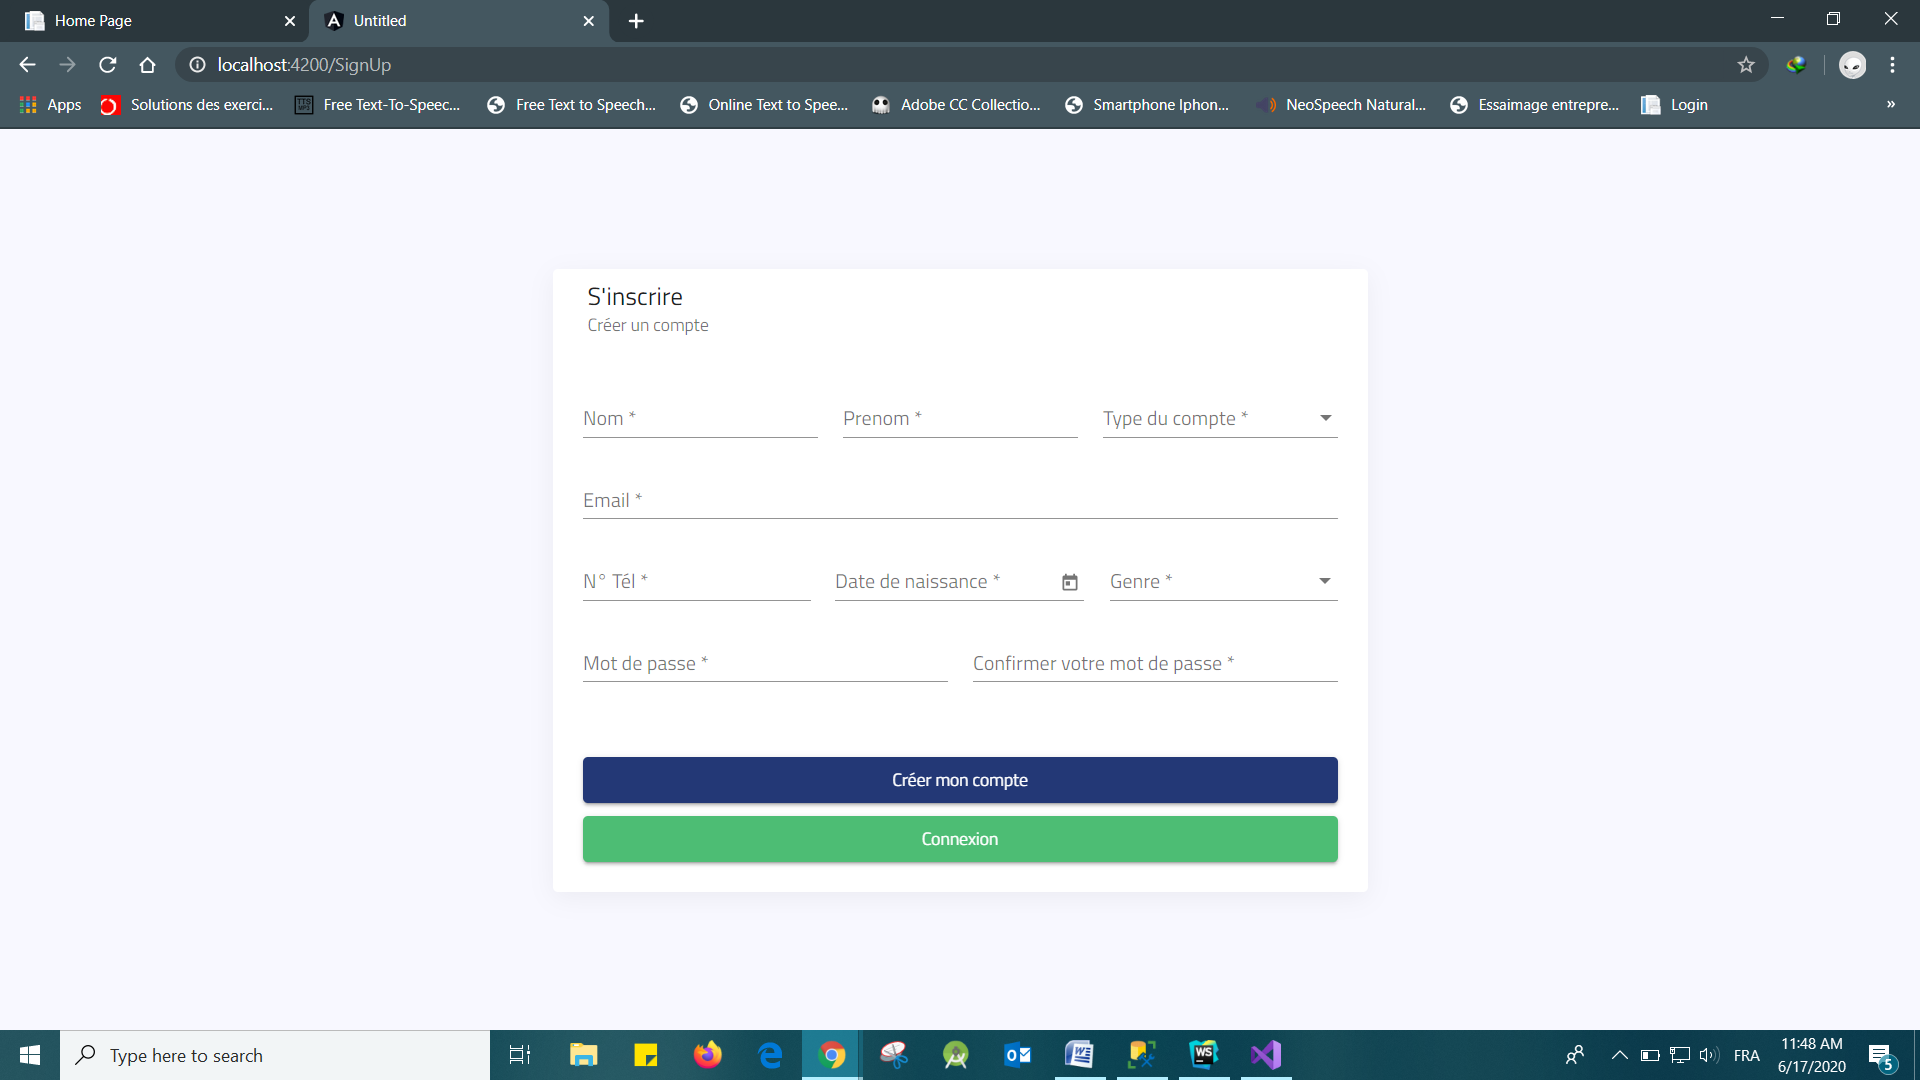 Home Page
Untitled
localhost:4200/SignUp
Apps
Solutions des exerci...
TTS MP3
Free Text-To-Speec...
Free Text to Speech...
Online Text to Spee...
Adobe CC Collectio...
Smartphone Iphon...
NeoSpeech Natural...
Essaimage entrepre...
Login
»
S'inscrire
Créer un compte
Nom *
Prenom *
Type du compte *
Email *
N° Tél *
Date de naissance *
Genre *
Mot de passe *
Confirmer votre mot de passe *
Créer mon compte
Connexion
Type here to search
WS
FRA
11:48 AM
6/17/2020
5